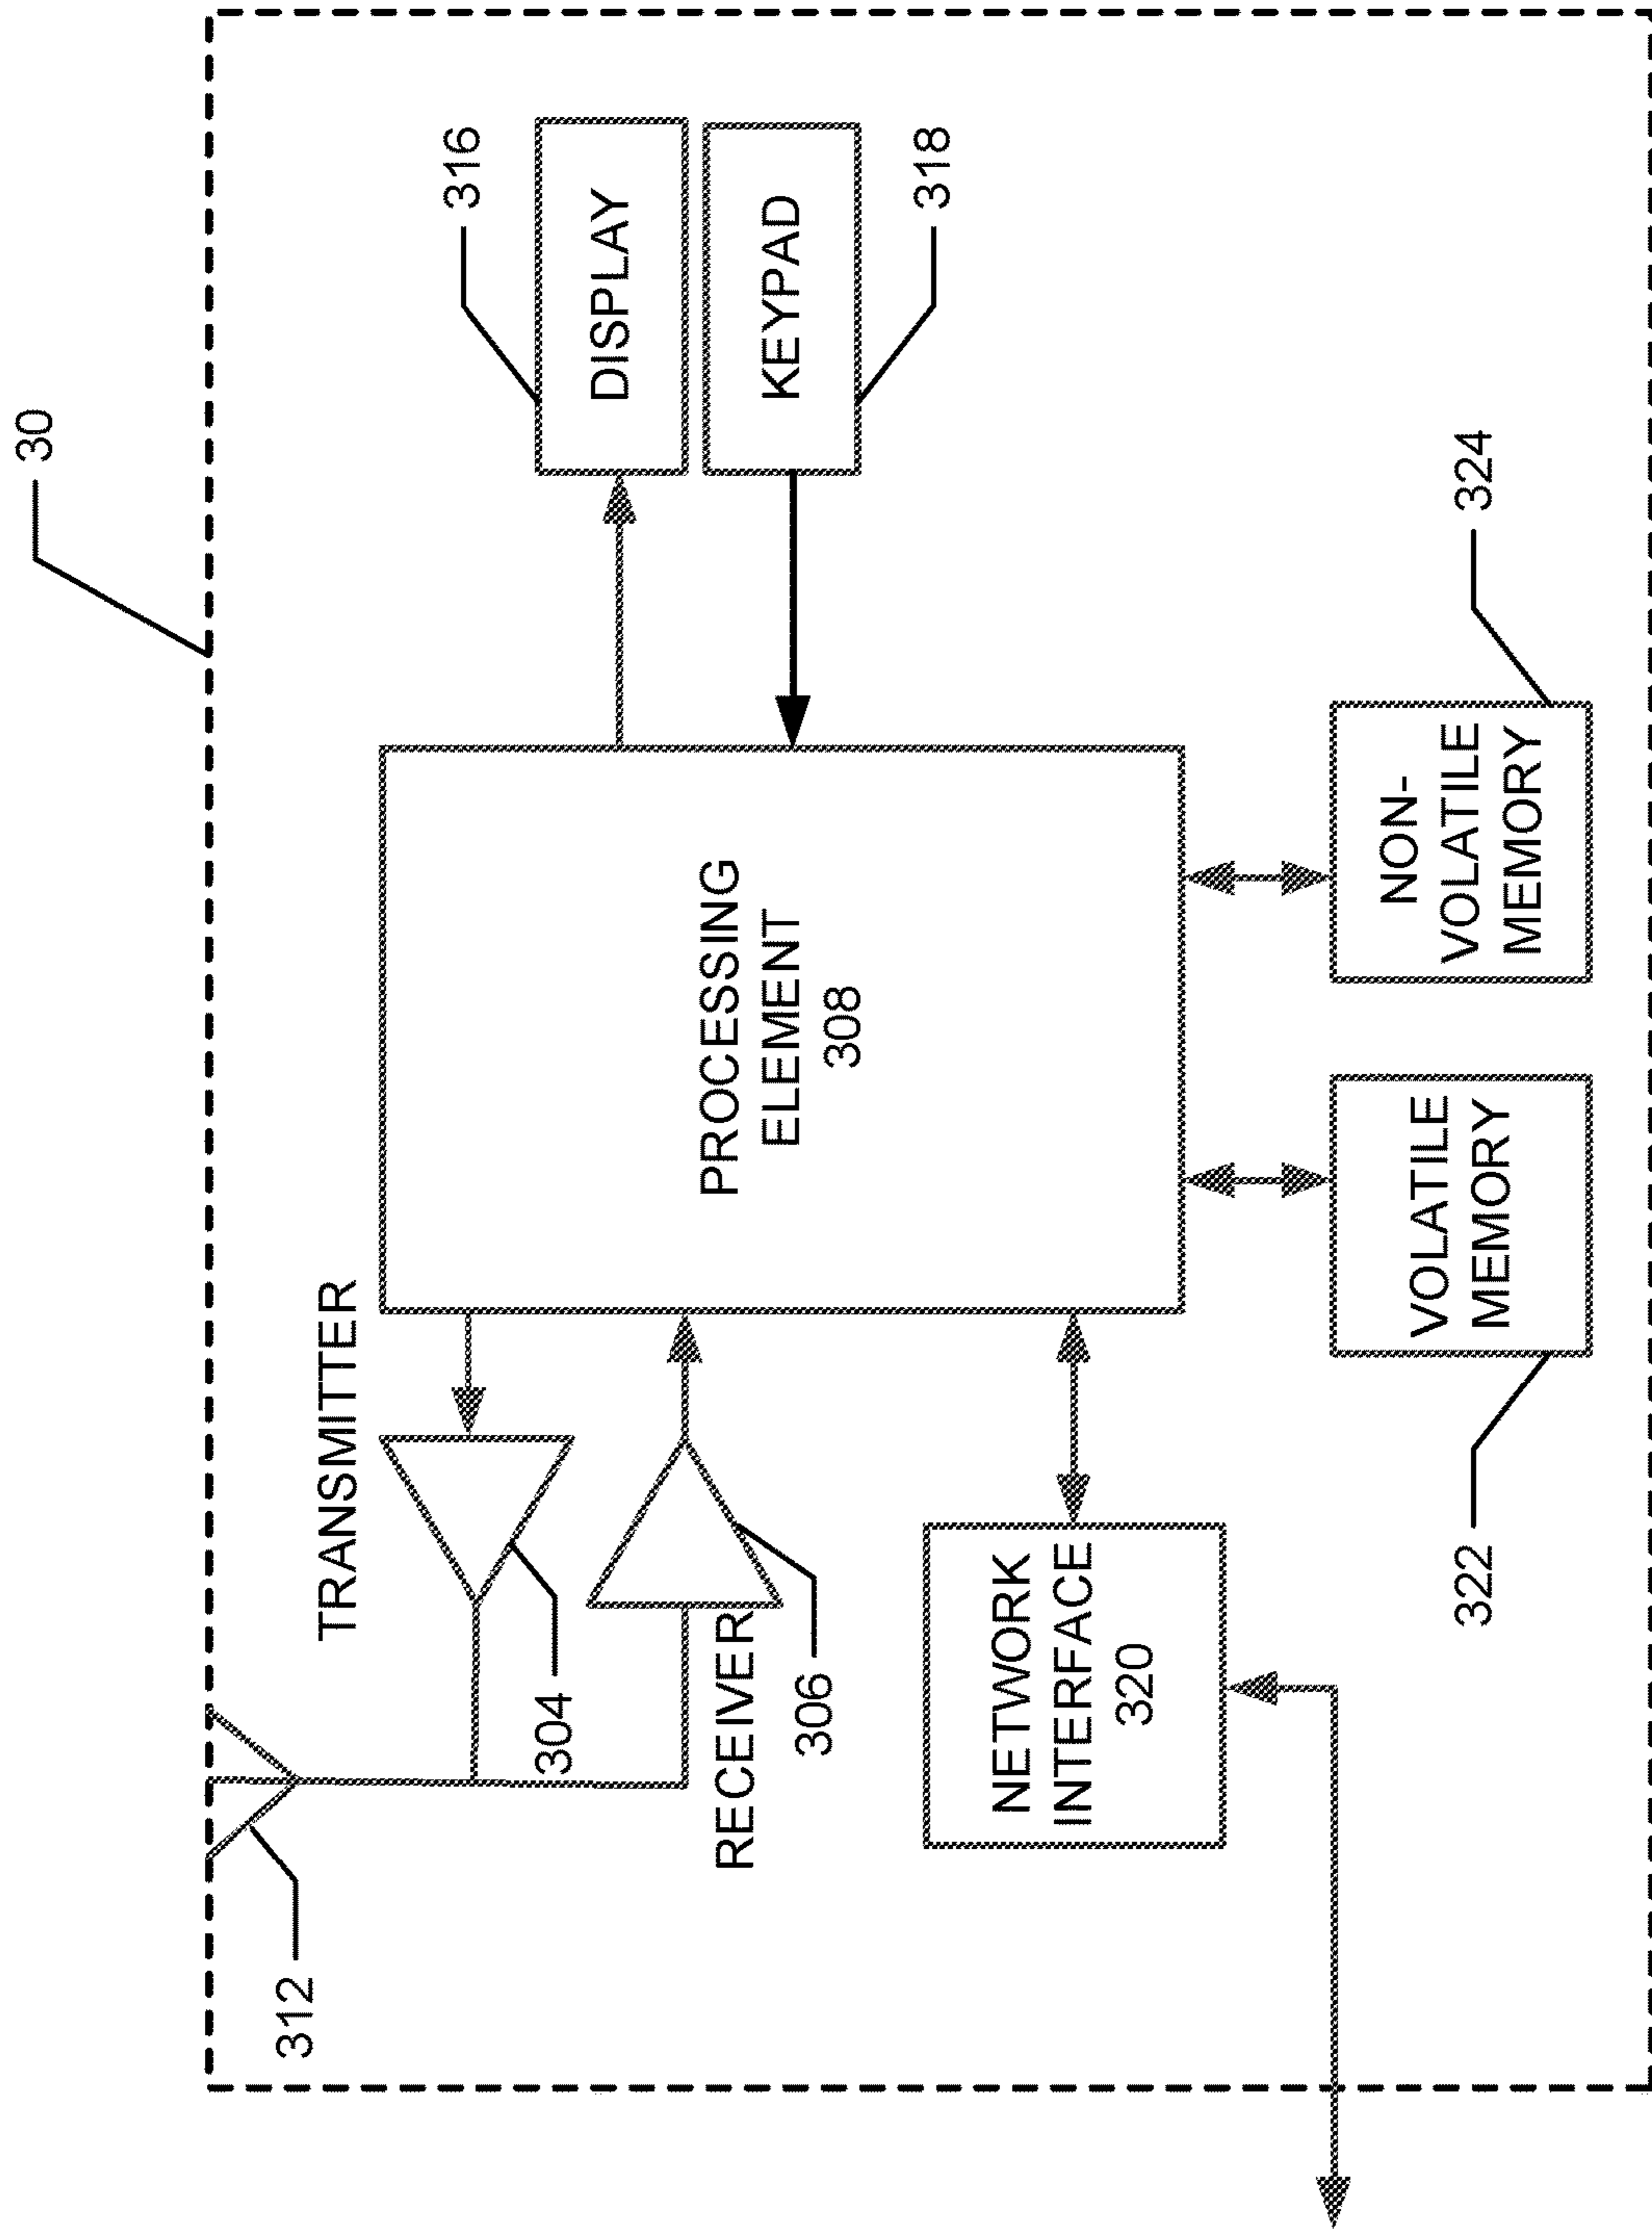 30
312
TRANSMITTER
304
RECEIVER
306
PROCESSING
ELEMENT
308
316
DISPLAY
KEYPAD
318
NETWORK
INTERFACE
320
322
VOLATILE
MEMORY
NON-
VOLATILE
MEMORY
324